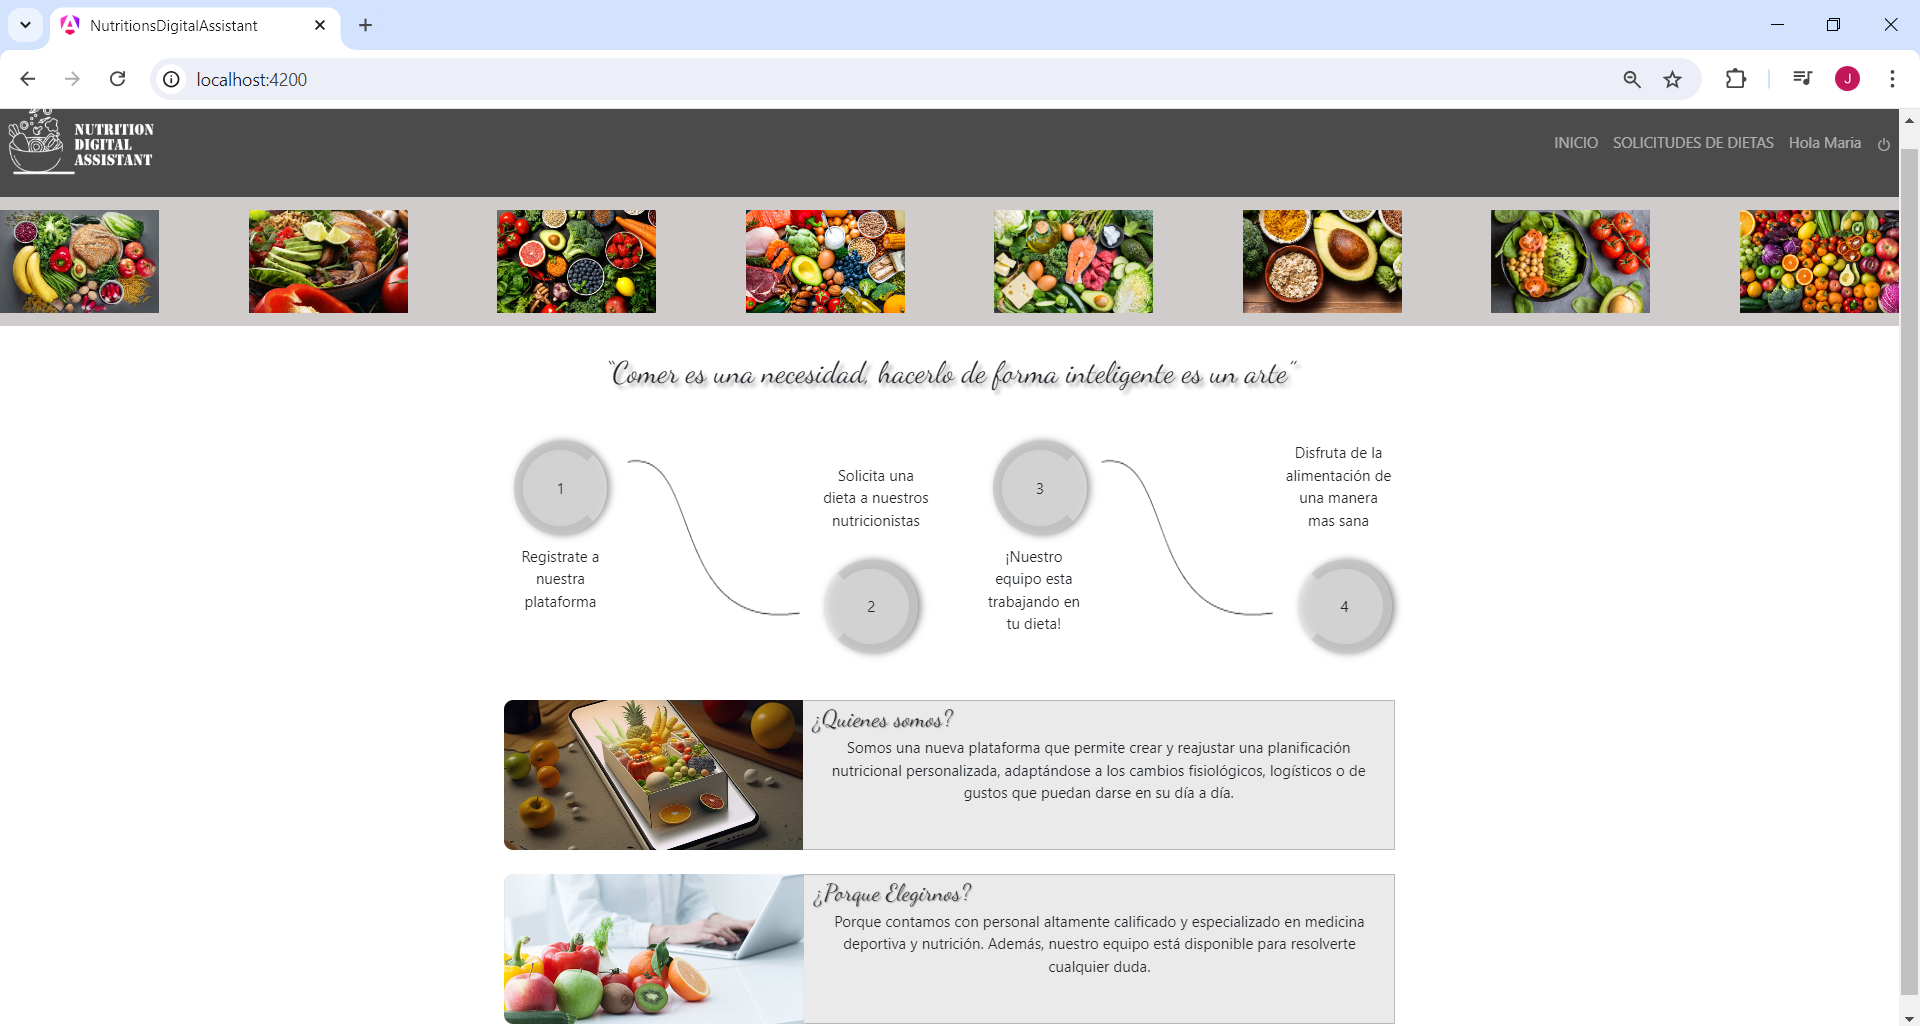 NutritionsDigitalAssistant
localhost:4200
J
NUTRITION
DIGITAL
ASSISTANT
INICIO SOLICITUDES DE DIETAS Hola Maria
“Comer es una necesidad, hacerlo de forma inteligente es un arte”
1
Registrate a
nuestra
plataforma
Solicita una
dieta a nuestros
nutricionistas
2
3
¡Nuestro
equipo esta
trabajando en
tu dieta!
Disfruta de la
alimentación de
una manera
mas sana
4
¿Quienes somos?
Somos una nueva plataforma que permite crear y reajustar una planificación
nutricional personalizada, adaptándose a los cambios fisiológicos, logísticos o de
gustos que puedan darse en su día a día.
¿Porque Elegirnos?
Porque contamos con personal altamente calificado y especializado en medicina
deportiva y nutrición. Además, nuestro equipo está disponible para resolverte
cualquier duda.